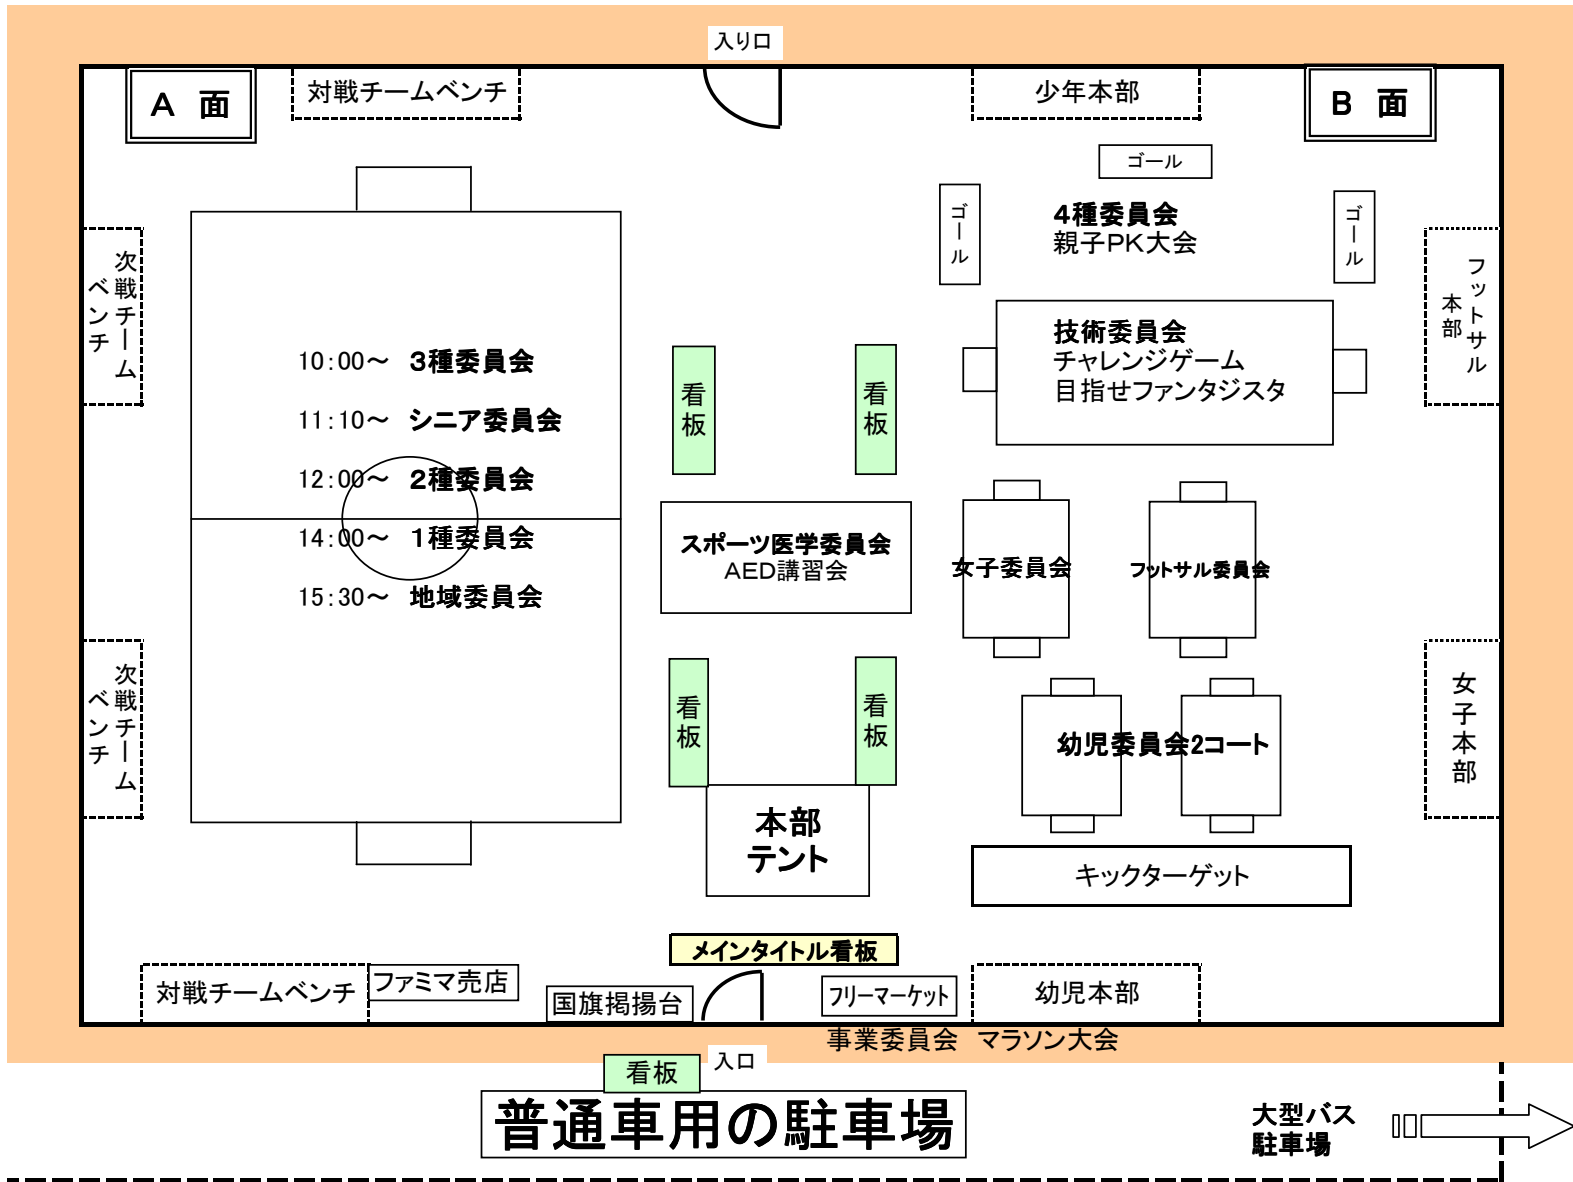 入り口
A 面
対戦チームベンチ
少年本部
B 面
ゴール
ゴール
4種委員会
親子PK大会
ゴール
次戦チーム
ベンチ
フットサル
本部
技術委員会
チャレンジゲーム
目指せファンタジスタ
10:00～ 3種委員会
11:10～ シニア委員会
12:00～ 2種委員会
14:00～ 1種委員会
15:30～ 地域委員会
看板
看板
スポーツ医学委員会
AED講習会
女子委員会
フットサル委員会
次戦チーム
ベンチ
看板
看板
女子本部
幼児委員会2コート
本部
テント
キックターゲット
メインタイトル看板
対戦チームベンチ
ファミマ売店
国旗掲揚台
フリーマーケット
幼児本部
事業委員会 マラソン大会
入口
看板
普通車用の駐車場
大型バス
駐車場